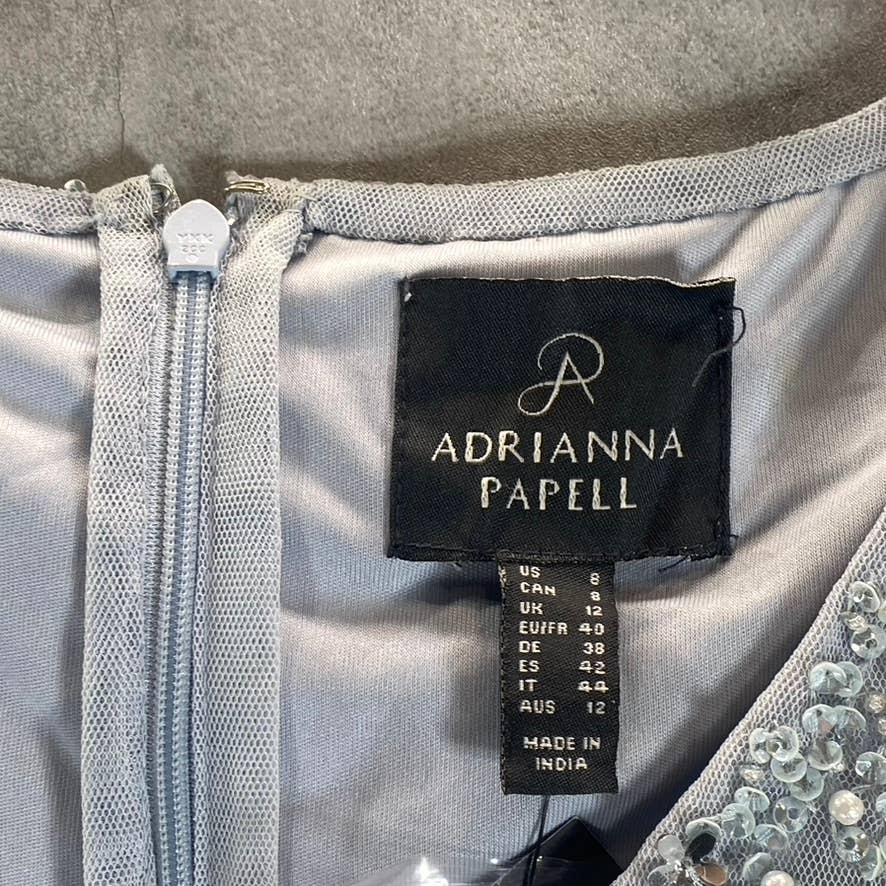 YKK
ADRIANNA
PAPELL
US 8
CAN 8
UK 12
EU/FR 40
DE 38
ES 42
IT 44
AUS 12
MADE IN
INDIA